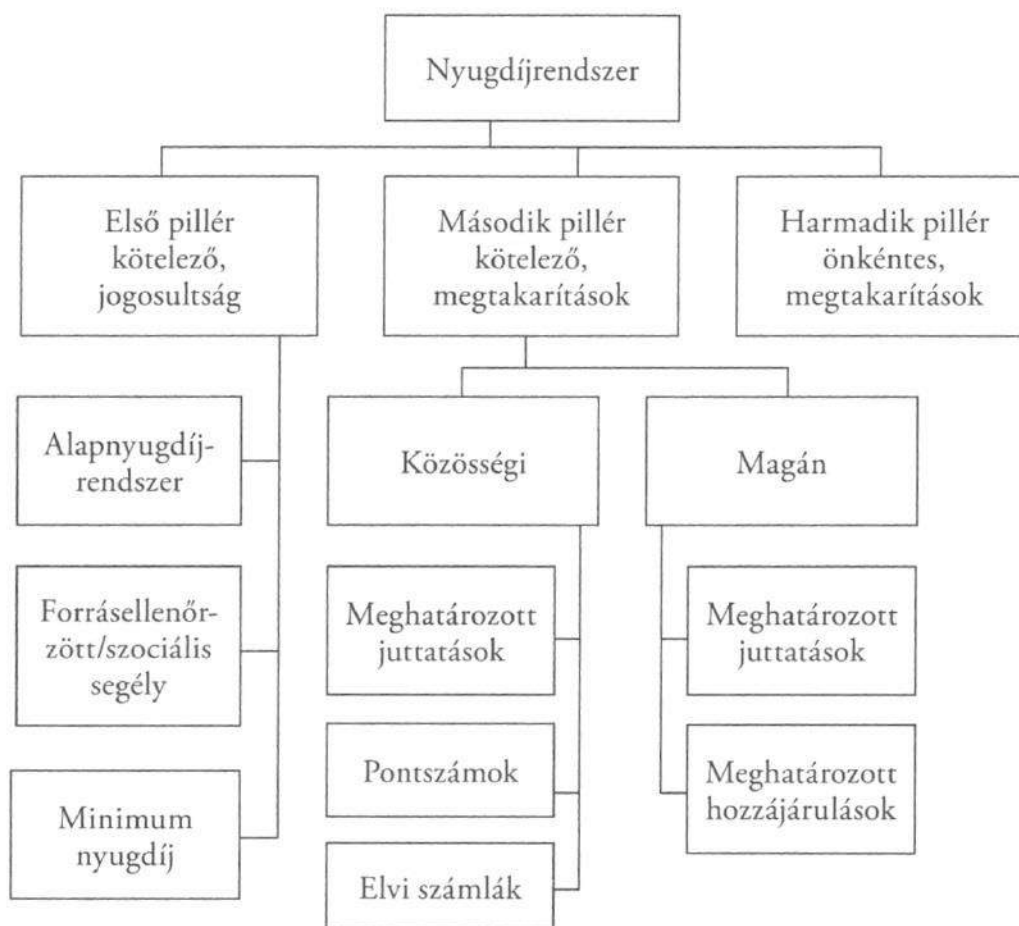 Nyugdíjrendszer
Első pillér
kötelező,
jogosultság
Második pillér
kötelező,
megtakarítások
Harmadik pillér
önkéntes,
megtakarítások
Alapnyugdíj-
rendszer
Forrásellenőr-
zött/szociális
segély
Minimum
nyugdíj
Közösségi
Meghatározott
juttatások
Pontszámok
Elvi számlák
Magán
Meghatározott
juttatások
Meghatározott
hozzájárulások